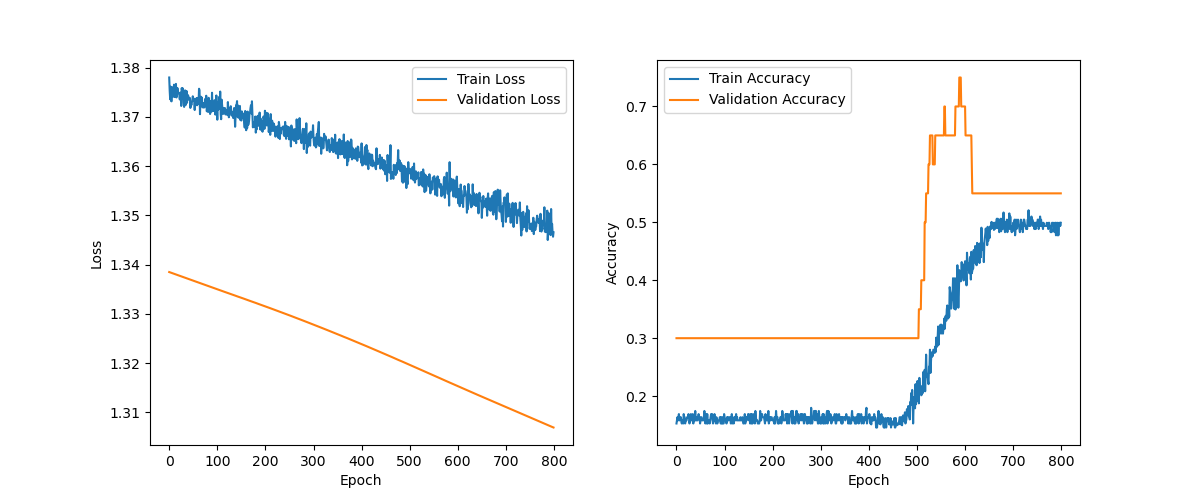 1.38
1.37
1.36
1.35
1.34
1.33
1.32
1.31
Loss
0 100 200 300 400 500 600 700 800
Epoch
Train Loss
Validation Loss
0.7
0.6
0.5
0.4
0.3
0.2
Accuracy
0 100 200 300 400 500 600 700 800
Epoch
Train Accuracy
Validation Accuracy